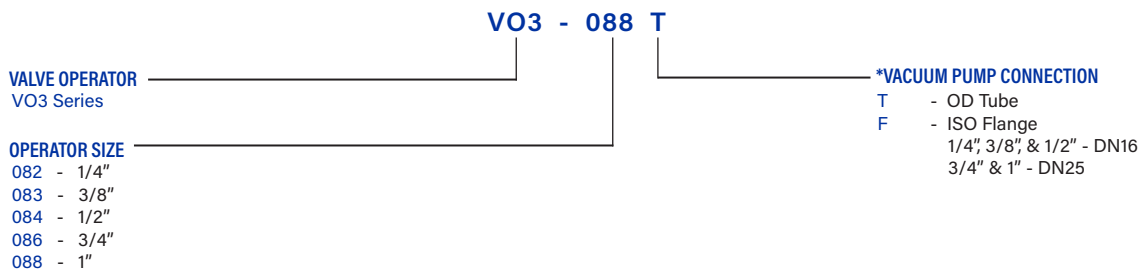 VO3 - 088 T
VALVE OPERATOR
VO3 Series
OPERATOR SIZE
082 - 1/4"
083 - 3/8"
084 - 1/2"
086 - 3/4"
088 - 1"
*VACUUM PUMP CONNECTION
T - OD Tube
F - ISO Flange
1/4", 3/8", & 1/2" - DN16
3/4" & 1" - DN25